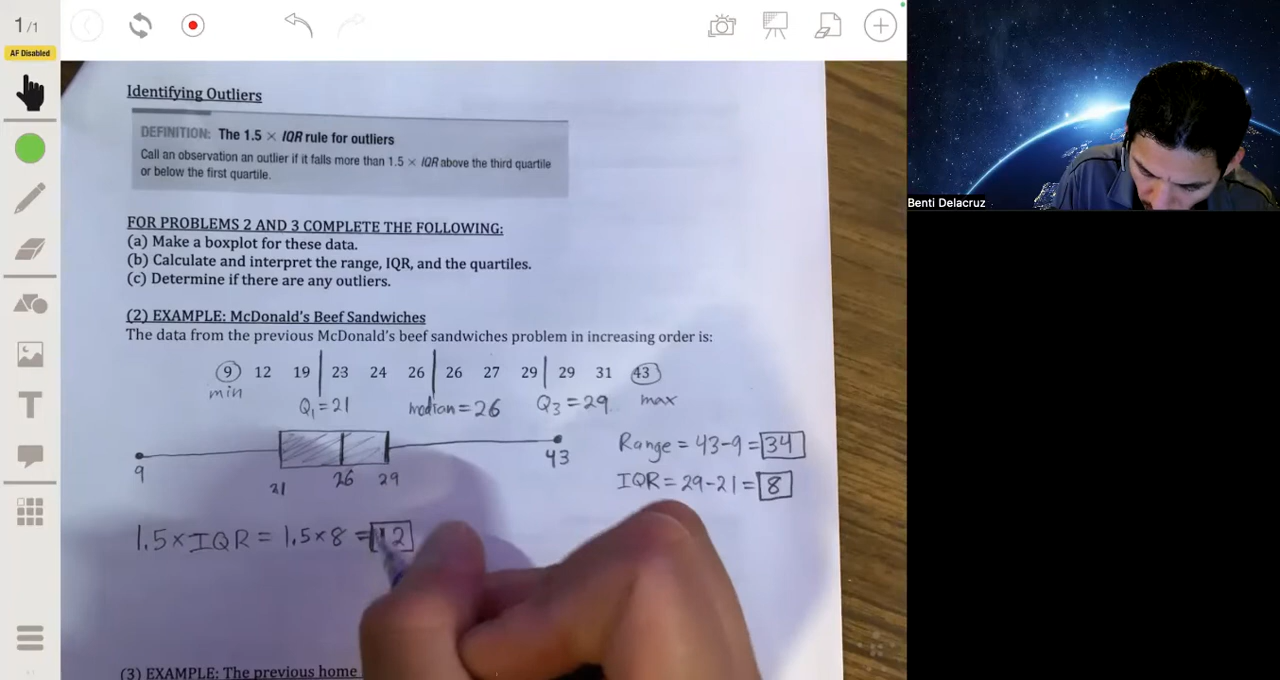 1/1
AF Disabled
Identifying Outliers
DEFINITION: The 1.5 × IQR rule for outliers
Call an observation an outlier if it falls more than 1.5 × IQR above the third quartile
or below the first quartile.
FOR PROBLEMS 2 AND 3 COMPLETE THE FOLLOWING:
(a) Make a boxplot for these data.
(b) Calculate and interpret the range, IQR, and the quartiles.
(c) Determine if there are any outliers.
(2) EXAMPLE: McDonald's Beef Sandwiches
The data from the previous McDonald's beef sandwiches problem in increasing order is:
9 12 19 23 24 26 26 27 29 29 31 43
min Q₁=21 median=26 Q₃=29 max
Range = 43-9 = 34
9 21 26 29 43
IQR = 29-21 = 8
1.5 × IQR = 1.5 × 8 = 12
(3) EXAMPLE: The previous home
T
Benti Delacruz